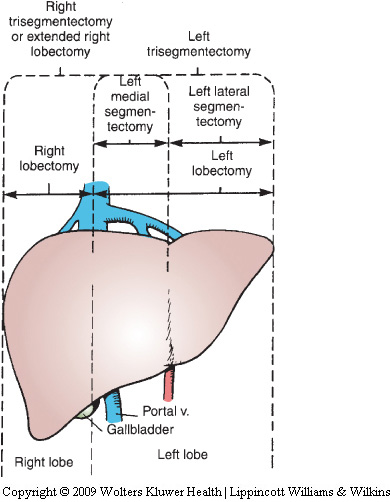 Right
trisegmentectomy
or extended right
lobectomy
Left
trisegmentectomy
Left
medial
segmen-
tectomy
Left lateral
segmen-
tectomy
Right
lobectomy
Left
lobectomy
Portal v.
Gallbladder
Right lobe
Left lobe
Copyright © 2009 Wolters Kluwer Health | Lippincott Williams & Wilkins